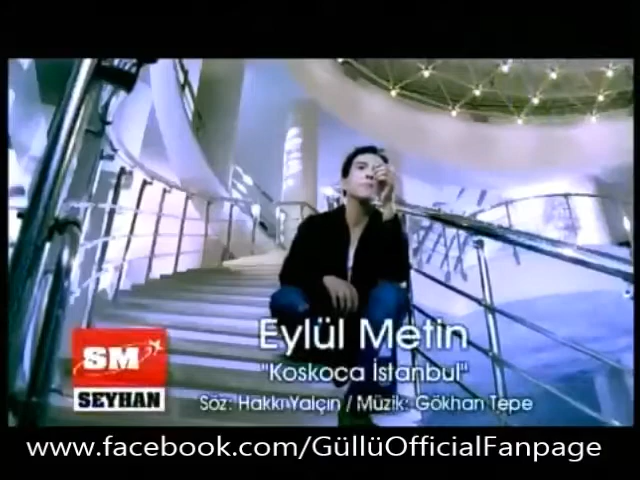 Eylül Metin
"Koskoca İstanbul"
Söz: Hakkı Yalçın / Müzik: Gökhan Tepe
SM
SEYHAN
www.facebook.com/GüllüOfficialFanpage